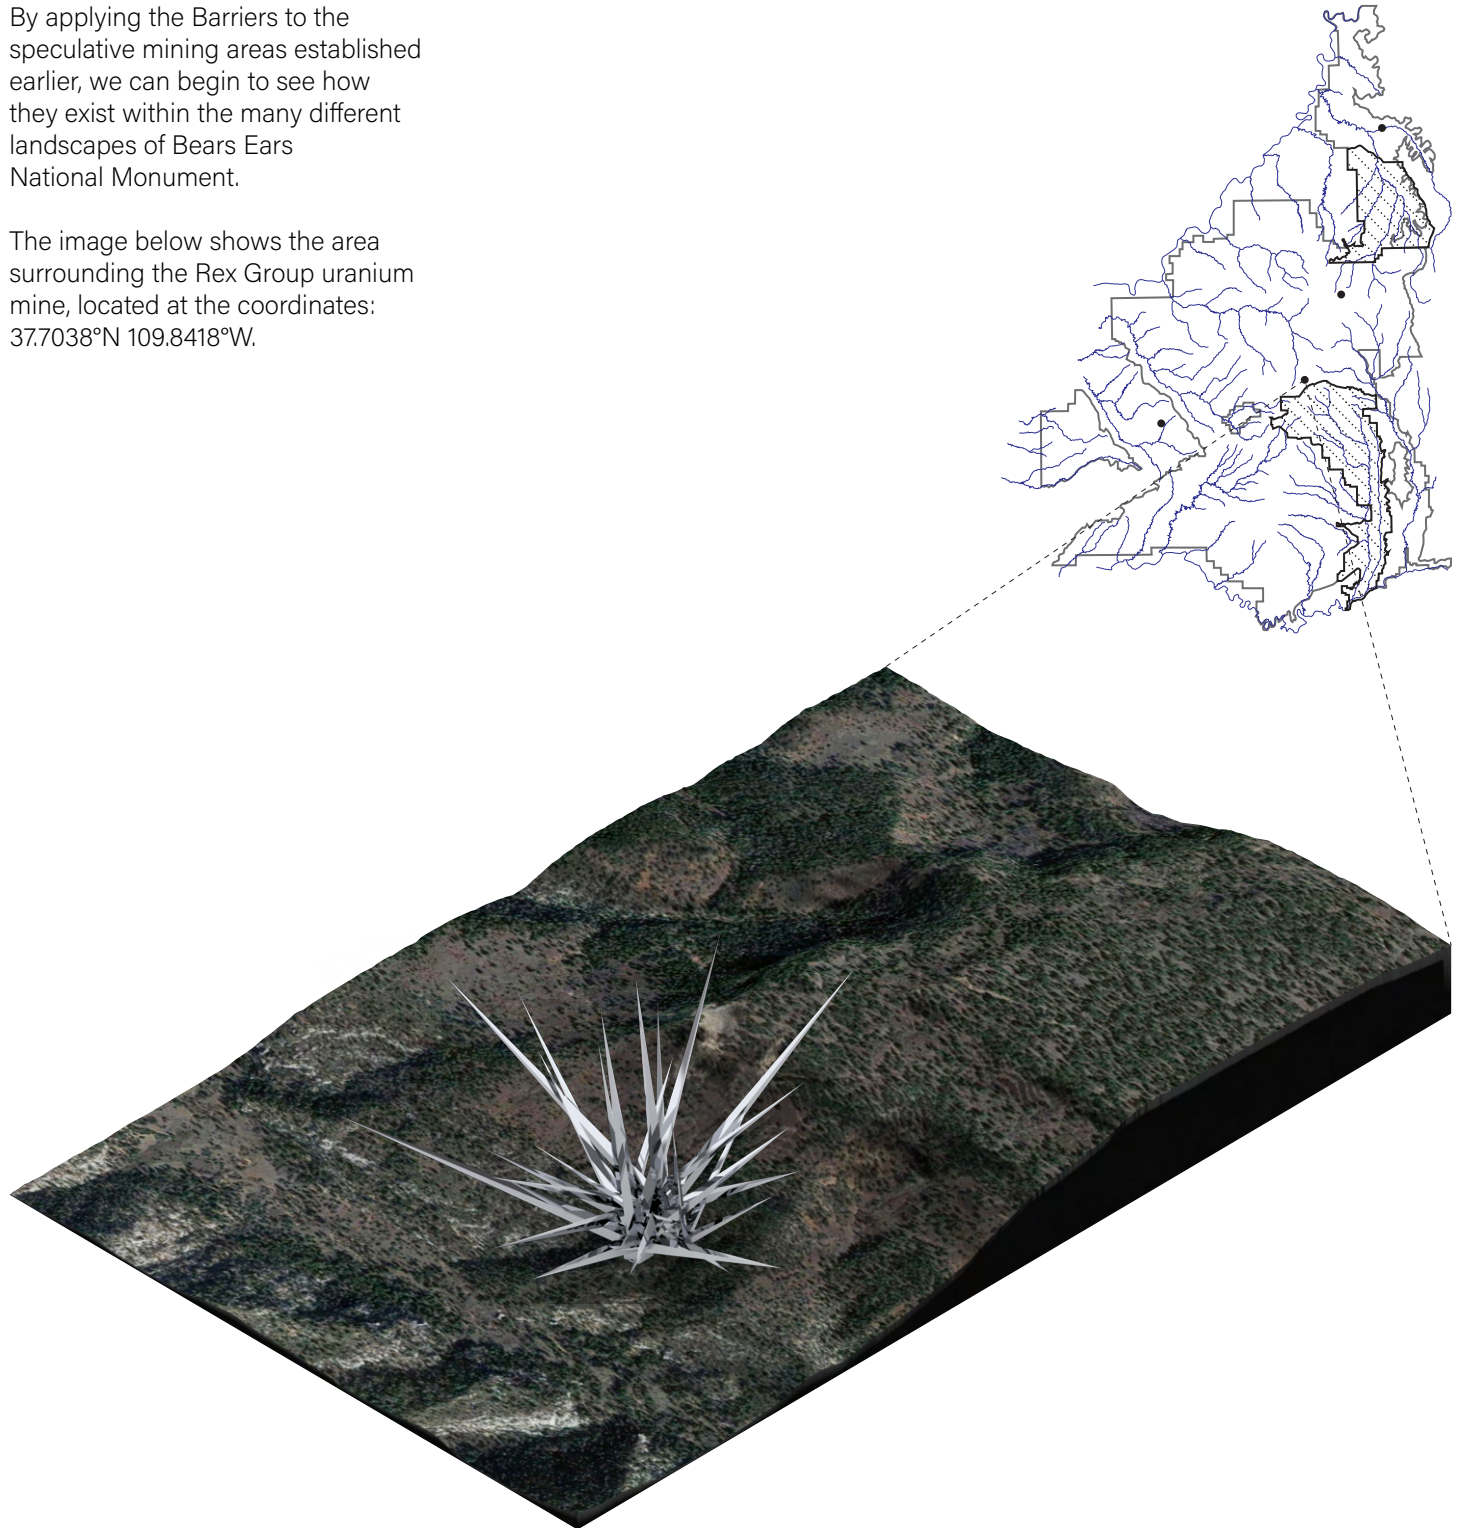 By applying the Barriers to the
speculative mining areas established
earlier, we can begin to see how
they exist within the many different
landscapes of Bears Ears
National Monument.
The image below shows the area
surrounding the Rex Group uranium
mine, located at the coordinates:
37.7038°N 109.8418°W.